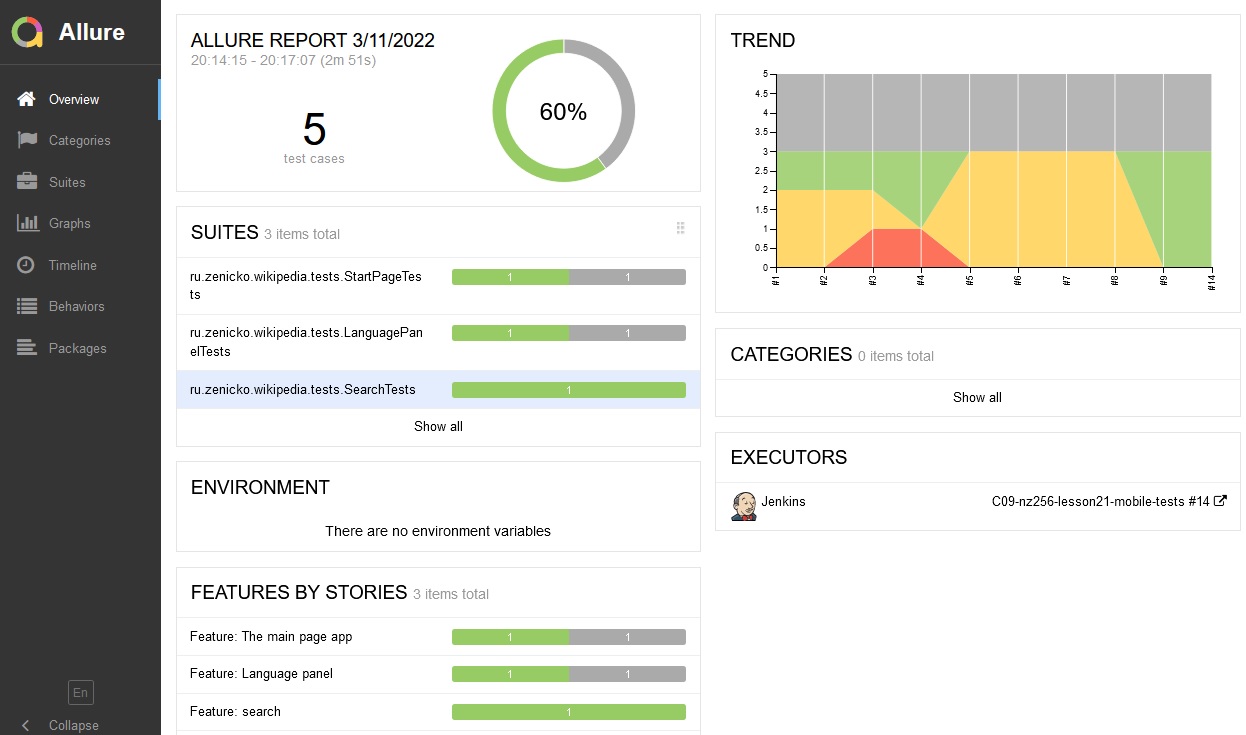 Allure
Overview
Categories
Suites
Graphs
Timeline
Behaviors
Packages
En
Collapse
ALLURE REPORT 3/11/2022
20:14:15 - 20:17:07 (2m 51s)
5
test cases
60%
SUITES 3 items total
ru.zenicko.wikipedia.tests.StartPageTes
ts
1 1
ru.zenicko.wikipedia.tests.LanguagePan
elTests
1 1
ru.zenicko.wikipedia.tests.SearchTests
1
Show all
ENVIRONMENT
There are no environment variables
FEATURES BY STORIES 3 items total
Feature: The main page app
1 1
Feature: Language panel
1 1
Feature: search
1
TREND
5
4.5
4
3.5
3
2.5
2
1.5
1
0.5
0
#1 #2 #3 #4 #5 #6 #7 #8 #9 #14
CATEGORIES 0 items total
Show all
EXECUTORS
Jenkins C09-nz256-lesson21-mobile-tests #14